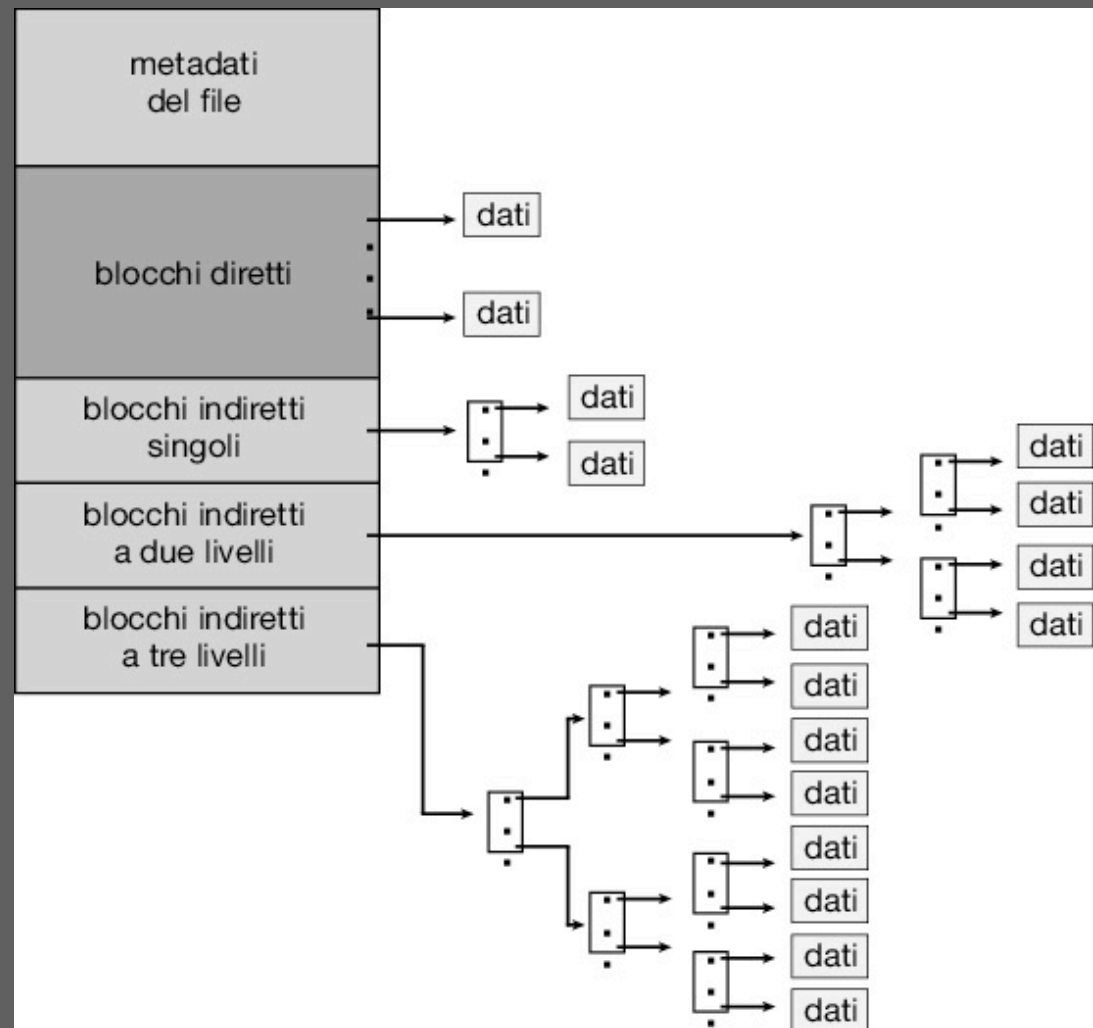 metadati
del file
blocchi diretti
dati
dati
blocchi indiretti
singoli
dati
dati
blocchi indiretti
a due livelli
dati
dati
dati
dati
blocchi indiretti
a tre livelli
dati
dati
dati
dati
dati
dati
dati
dati